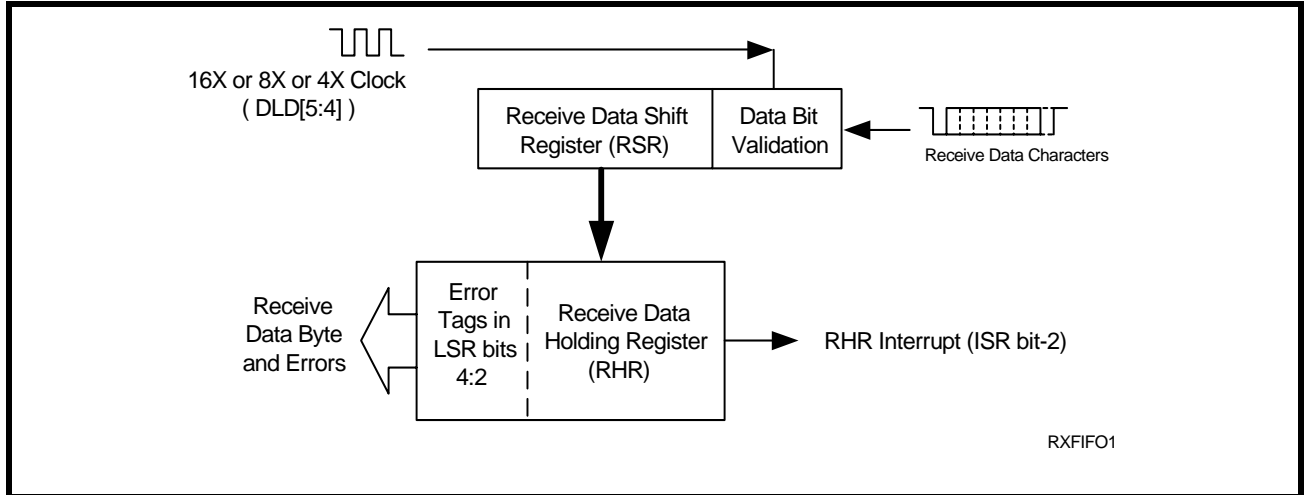 16X or 8X or 4X Clock
( DLD[5:4] )
Receive Data Shift
Register (RSR)
Data Bit
Validation
Receive Data Characters
Receive
Data Byte
and Errors
Error
Tags in
LSR bits
4:2
Receive Data
Holding Register
(RHR)
RHR Interrupt (ISR bit-2)
RXFIFO1